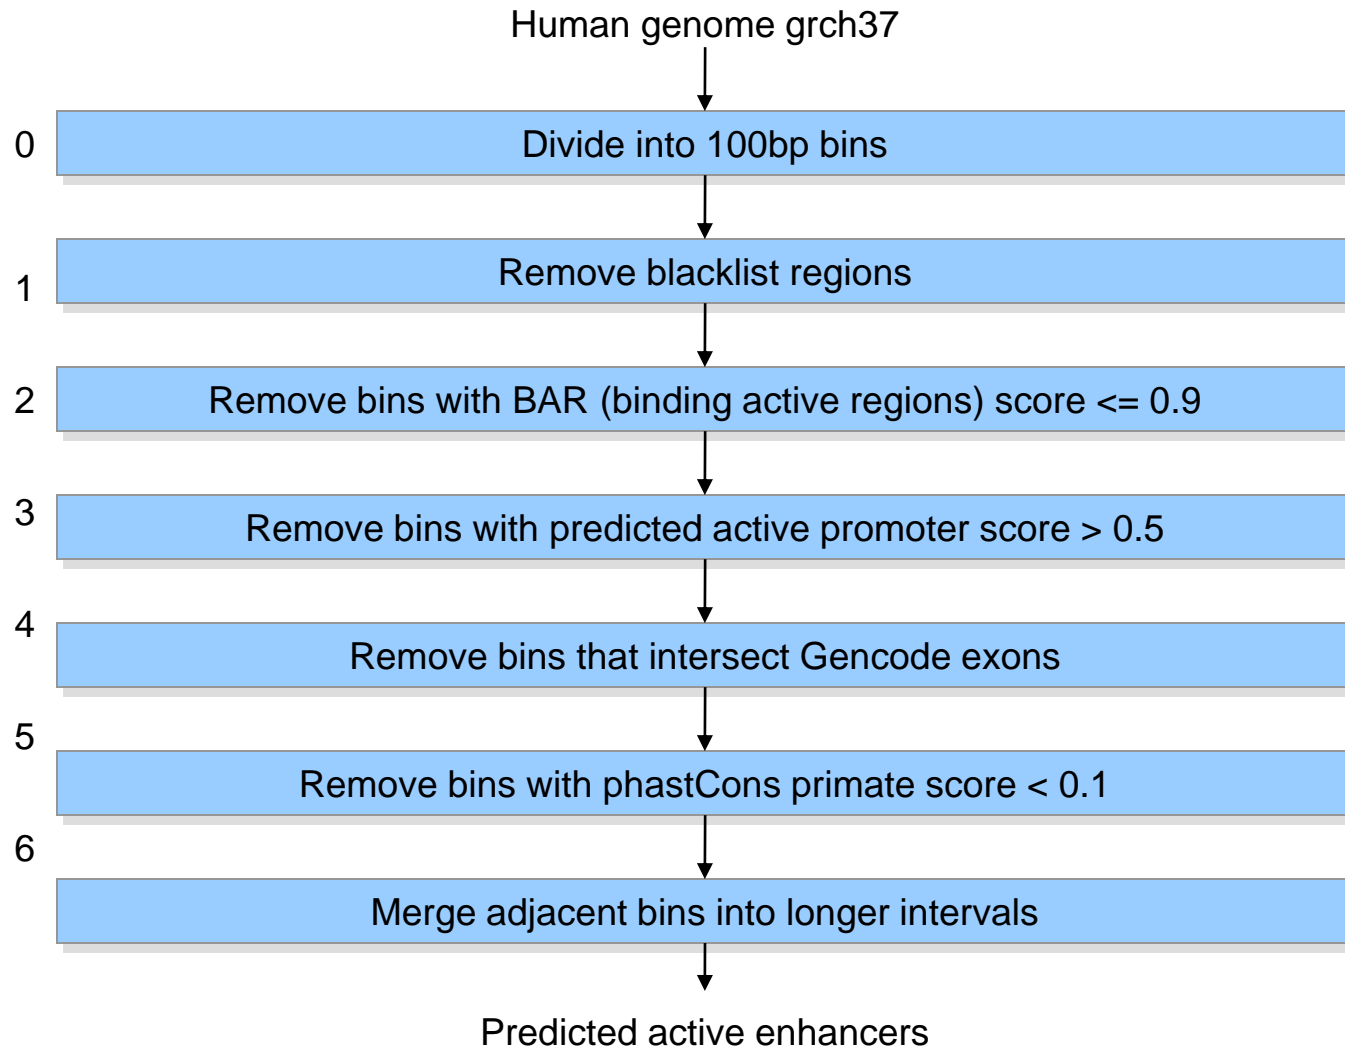 Human genome grch37
0
Divide into 100bp bins
1
Remove blacklist regions
2
Remove bins with BAR (binding active regions) score <= 0.9
3
Remove bins with predicted active promoter score > 0.5
4
Remove bins that intersect Gencode exons
5
Remove bins with phastCons primate score < 0.1
6
Merge adjacent bins into longer intervals
Predicted active enhancers